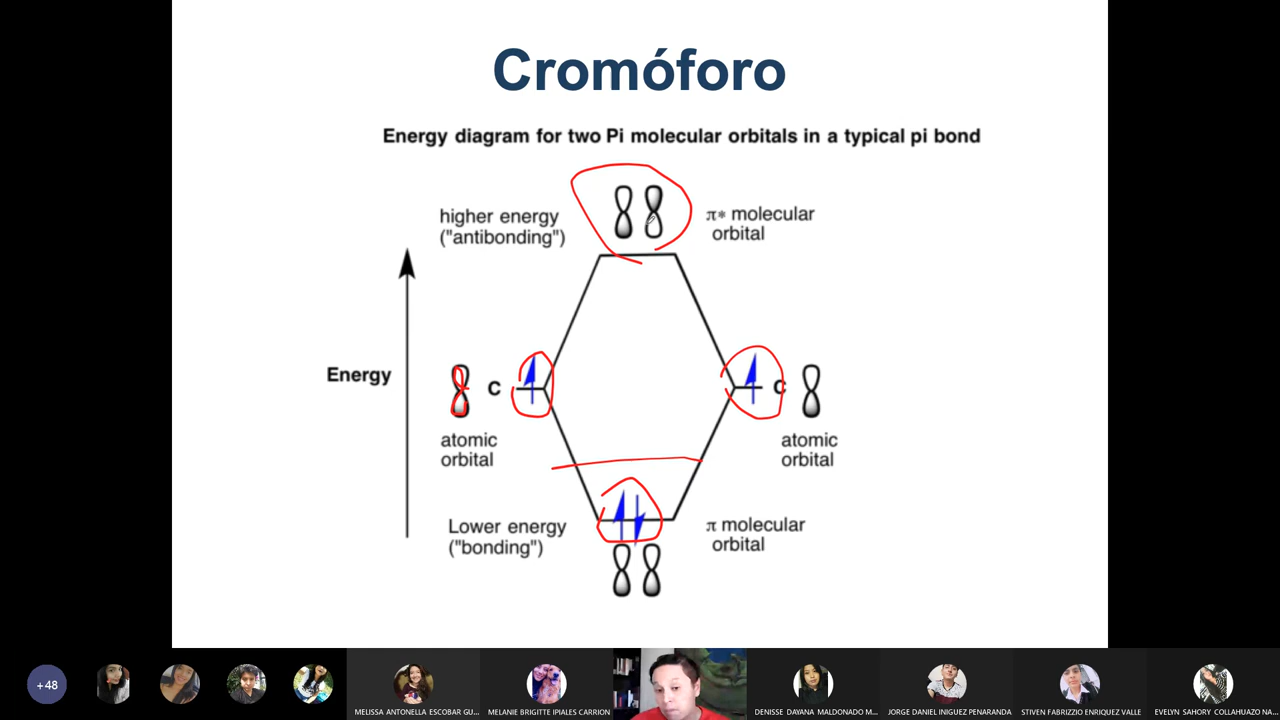 Cromóforo
Energy diagram for two Pi molecular orbitals in a typical pi bond
higher energy
("antibonding")
π* molecular
orbital
Energy
C
C
atomic
orbital
atomic
orbital
Lower energy
("bonding")
π molecular
orbital
+48
MELISSA ANTONELLA ESCOBAR GU...
MELANIE BRIGITTE IPIALES CARRION
DENISSE DAYANA MALDONADO M...
JORGE DANIEL INIGUEZ PENARANDA
STIVEN FABRIZZIO ENRIQUEZ VALLE
EVELYN SAHORY COLLAHUAZO NA...